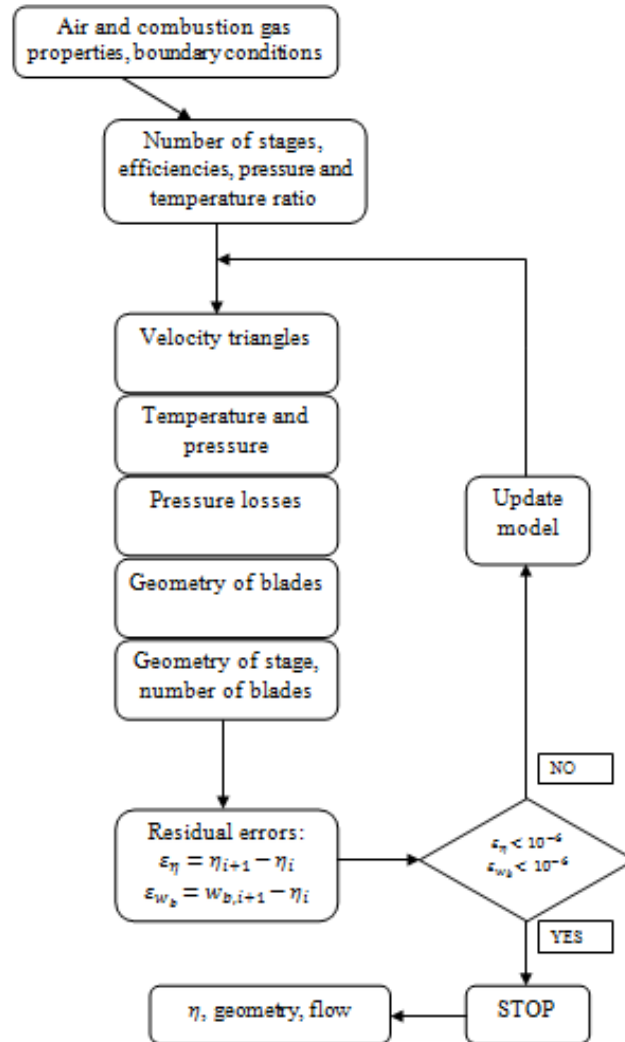 Air and combustion gas
properties, boundary conditions
Number of stages,
efficiencies, pressure and
temperature ratio
Velocity triangles
Temperature and
pressure
Pressure losses
Geometry of blades
Geometry of stage,
number of blades
Update
model
NO
Residual errors:
ε_η = η_{i+1} − η_i
ε_{w_b} = w_{b,i+1} − η_i
ε_η < 10⁻⁶
ε_{w_b} < 10⁻⁶
YES
STOP
η, geometry, flow